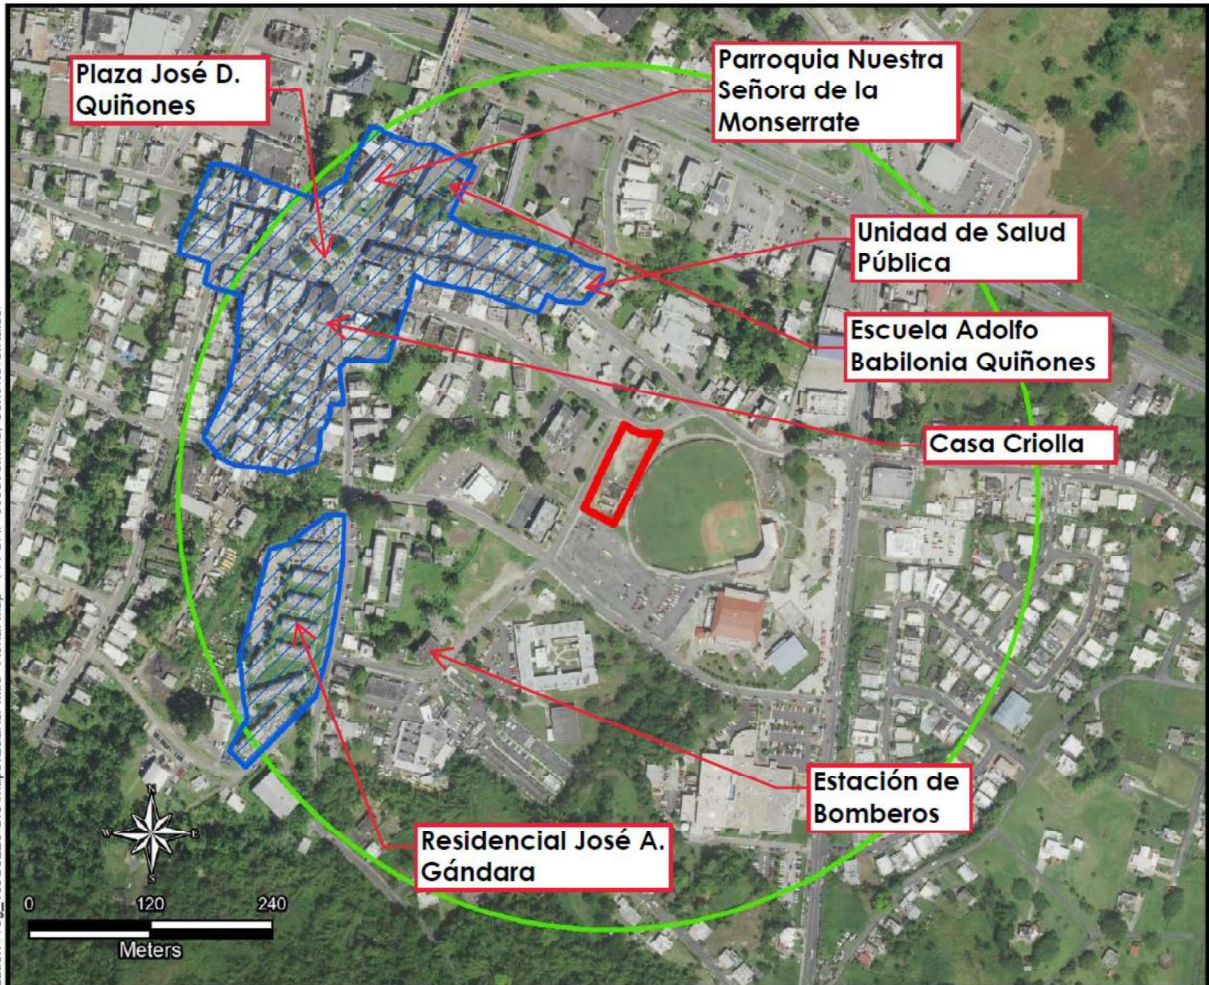 Plaza José D.
Quiñones
Parroquia Nuestra
Señora de la
Monserrate
Unidad de Salud
Pública
Escuela Adolfo
Babilonia Quiñones
Casa Criolla
Estación de
Bomberos
Residencial José A.
Gándara
N
W
E
S
0 120 240
Meters